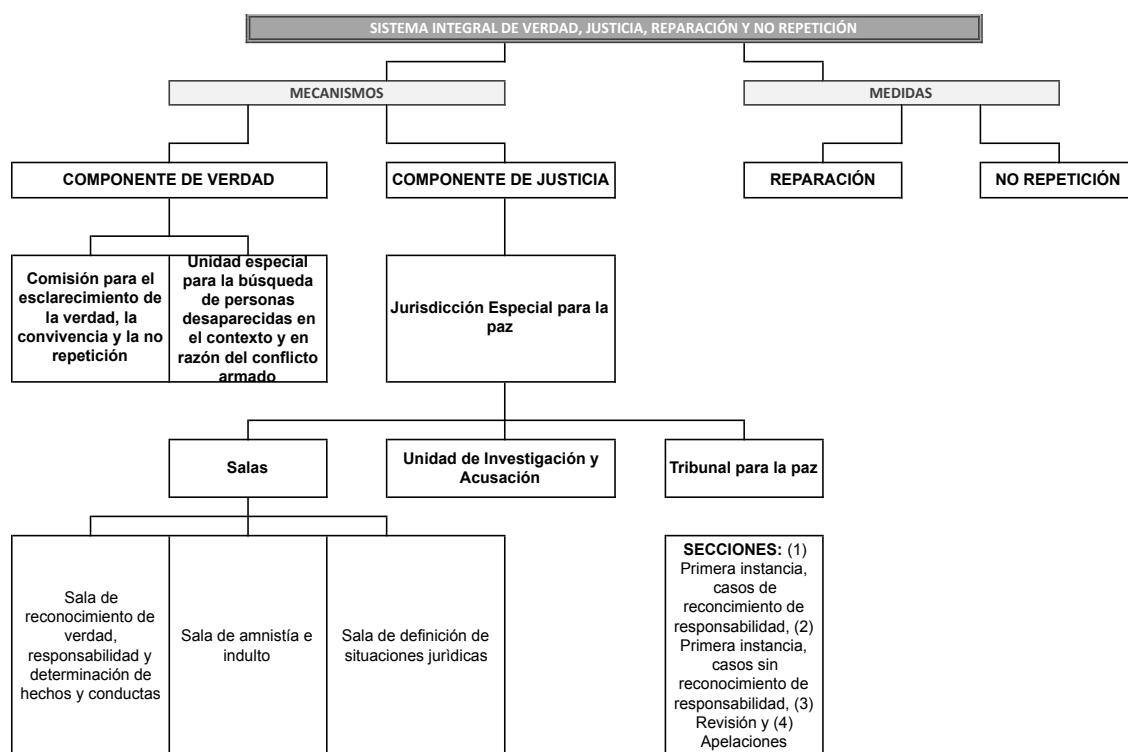 SISTEMA INTEGRAL DE VERDAD, JUSTICIA, REPARACIÓN Y NO REPETICIÓN
MECANISMOS
MEDIDAS
COMPONENTE DE VERDAD
COMPONENTE DE JUSTICIA
REPARACIÓN
NO REPETICIÓN
Comisión para el
esclarecimiento de
la verdad, la
convivencia y la no
repetición
Unidad especial
para la búsqueda
de personas
desaparecidas en
el contexto y en
razón del conflicto
armado
Jurisdicción Especial para la
paz
Salas
Unidad de Investigación y
Acusación
Tribunal para la paz
Sala de
reconocimiento de
verdad,
responsabilidad y
determinación de
hechos y conductas
Sala de amnistía e
indulto
Sala de definición de
situaciones jurìdicas
SECCIONES: (1)
Primera instancia,
casos de
reconcimiento de
responsabilidad, (2)
Primera instancia,
casos sin
reconocimiento de
responsabilidad, (3)
Revisión y (4)
Apelaciones